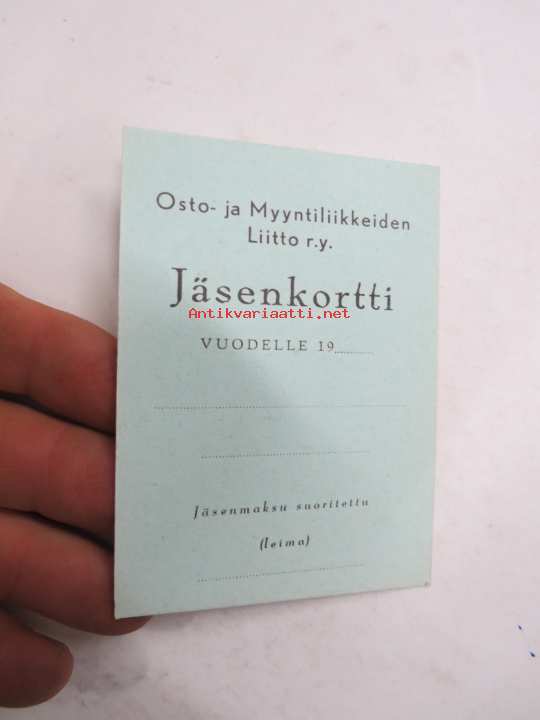 Osto- ja Myyntiliikkeiden
Liitto r.y.
Jäsenkortti
Antikvariaatti.net
VUODELLE 19
Jäsenmaksu suoritettu
(leima)